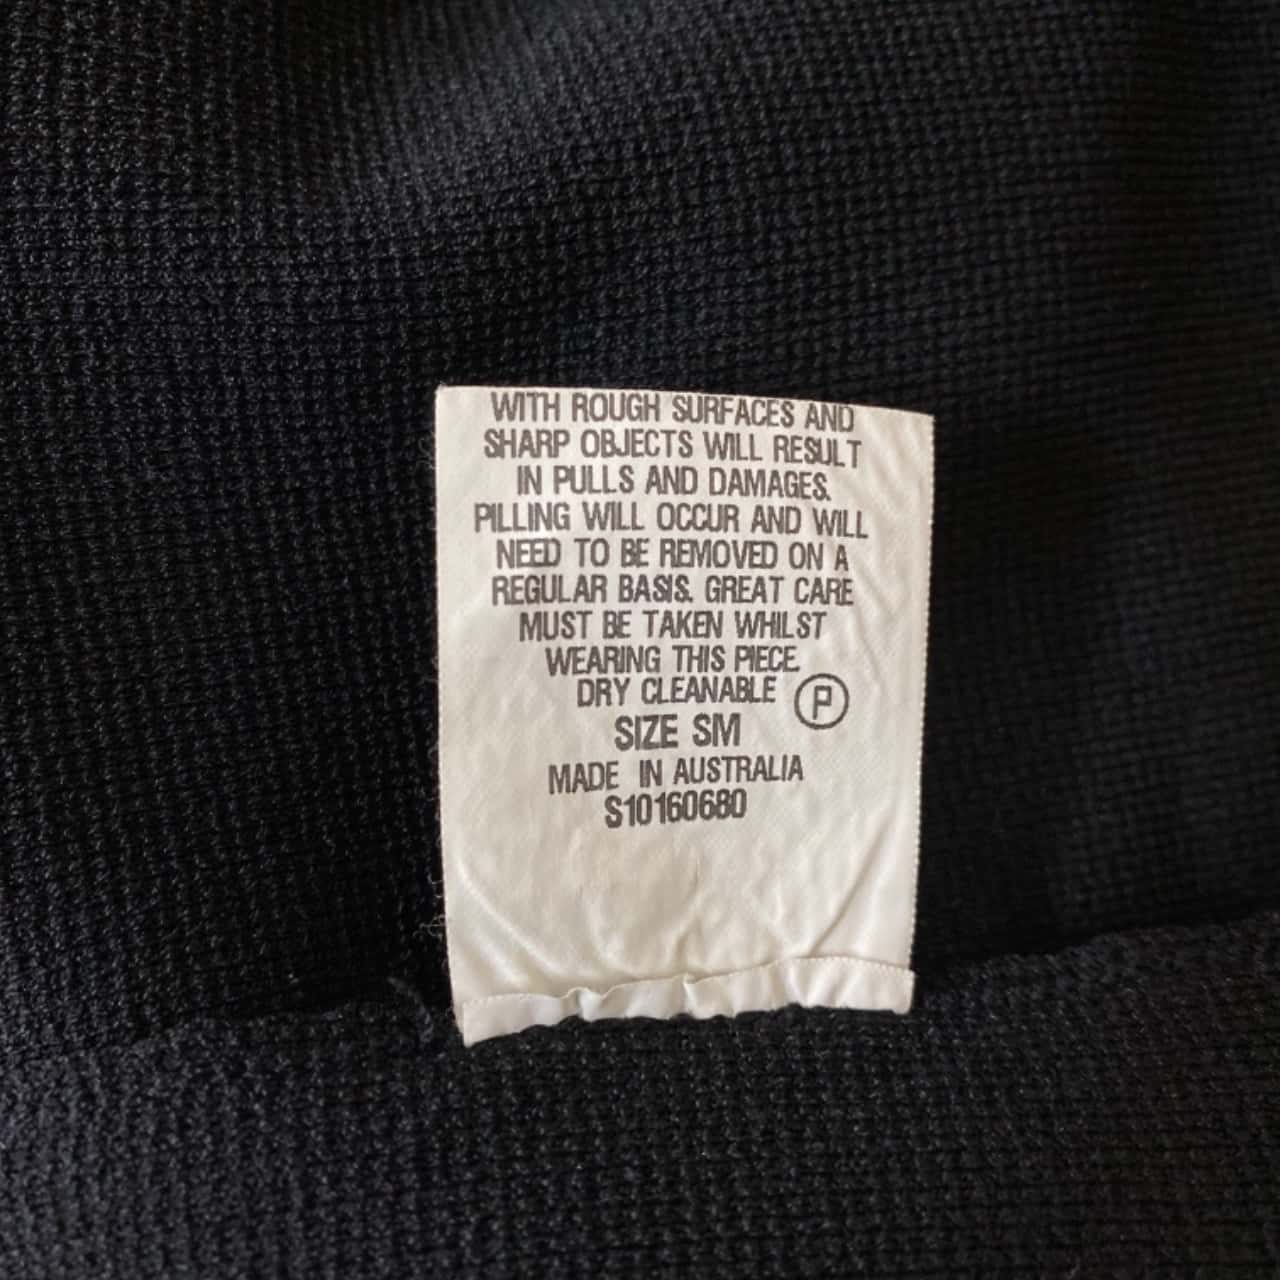 WITH ROUGH SURFACES AND
SHARP OBJECTS WILL RESULT
IN PULLS AND DAMAGES.
PILLING WILL OCCUR AND WILL
NEED TO BE REMOVED ON A
REGULAR BASIS. GREAT CARE
MUST BE TAKEN WHILST
WEARING THIS PIECE.
DRY CLEANABLE P
SIZE SM
MADE IN AUSTRALIA
S10160680